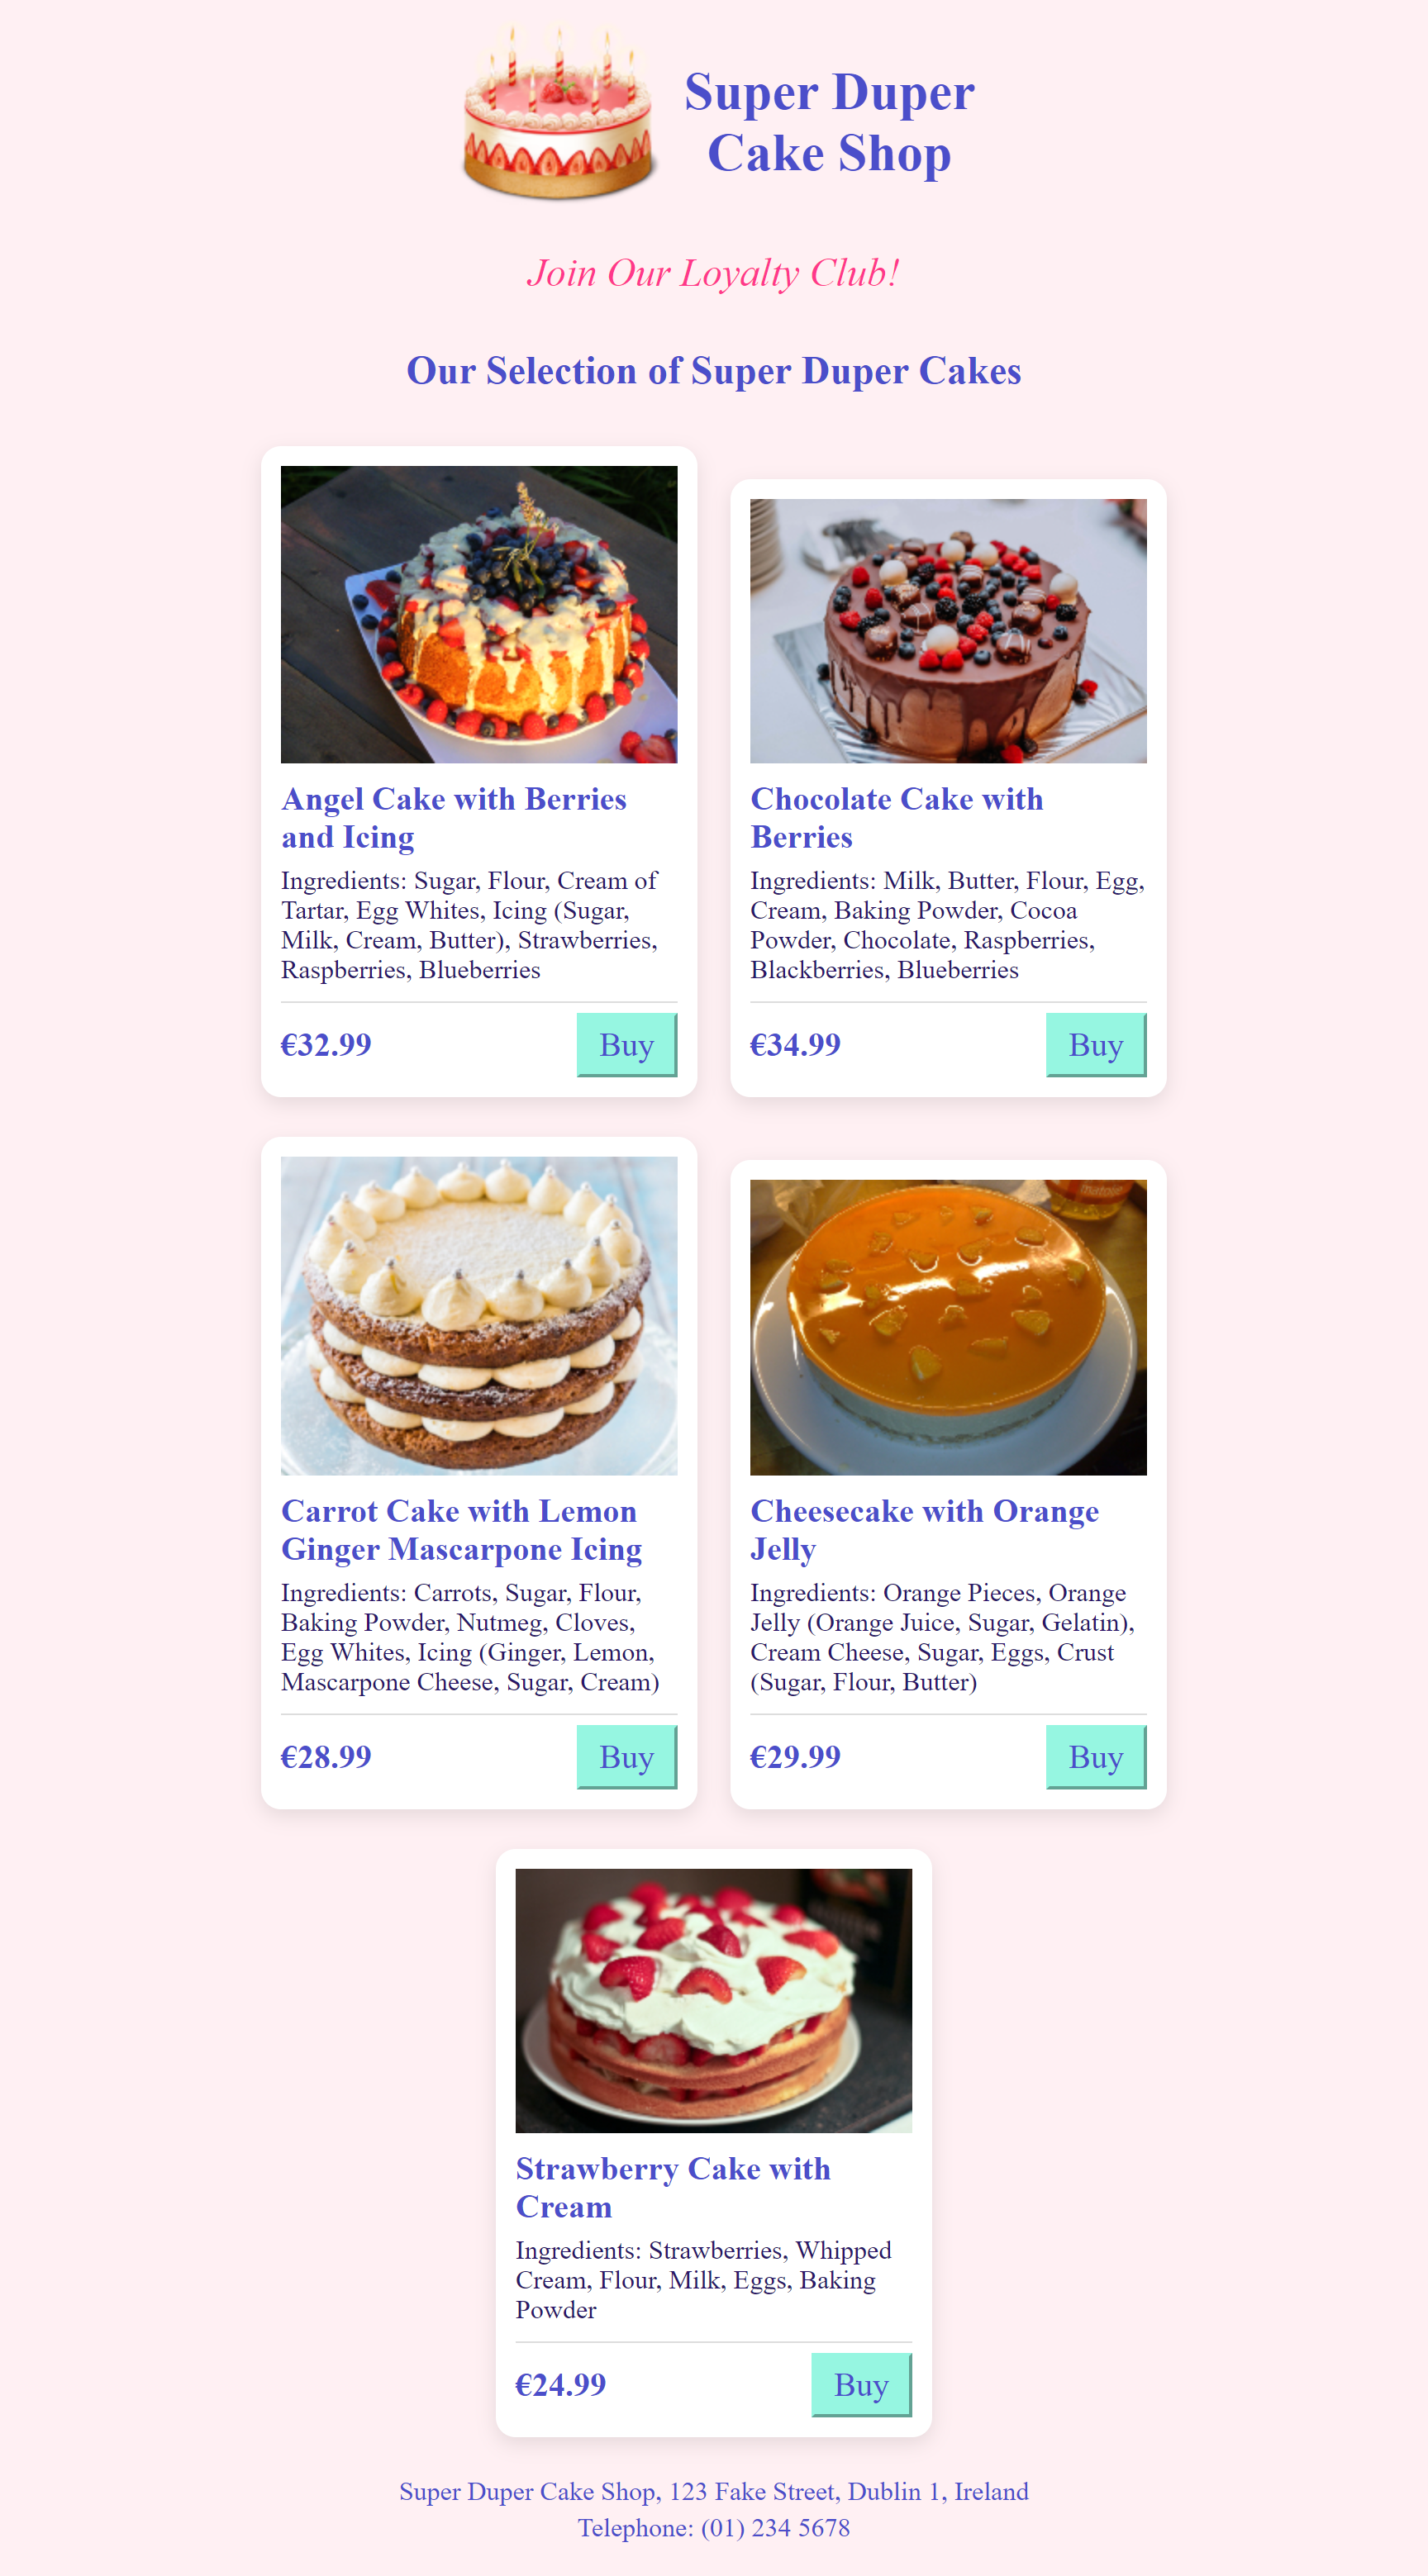 Super Duper
Cake Shop
Join Our Loyalty Club!
Our Selection of Super Duper Cakes
Angel Cake with Berries
and Icing
Ingredients: Sugar, Flour, Cream of
Tartar, Egg Whites, Icing (Sugar,
Milk, Cream, Butter), Strawberries,
Raspberries, Blueberries
€32.99
Buy
Chocolate Cake with
Berries
Ingredients: Milk, Butter, Flour, Egg,
Cream, Baking Powder, Cocoa
Powder, Chocolate, Raspberries,
Blackberries, Blueberries
€34.99
Buy
Carrot Cake with Lemon
Ginger Mascarpone Icing
Ingredients: Carrots, Sugar, Flour,
Baking Powder, Nutmeg, Cloves,
Egg Whites, Icing (Ginger, Lemon,
Mascarpone Cheese, Sugar, Cream)
€28.99
Buy
Cheesecake with Orange
Jelly
Ingredients: Orange Pieces, Orange
Jelly (Orange Juice, Sugar, Gelatin),
Cream Cheese, Sugar, Eggs, Crust
(Sugar, Flour, Butter)
€29.99
Buy
Strawberry Cake with
Cream
Ingredients: Strawberries, Whipped
Cream, Flour, Milk, Eggs, Baking
Powder
€24.99
Buy
Super Duper Cake Shop, 123 Fake Street, Dublin 1, Ireland
Telephone: (01) 234 5678